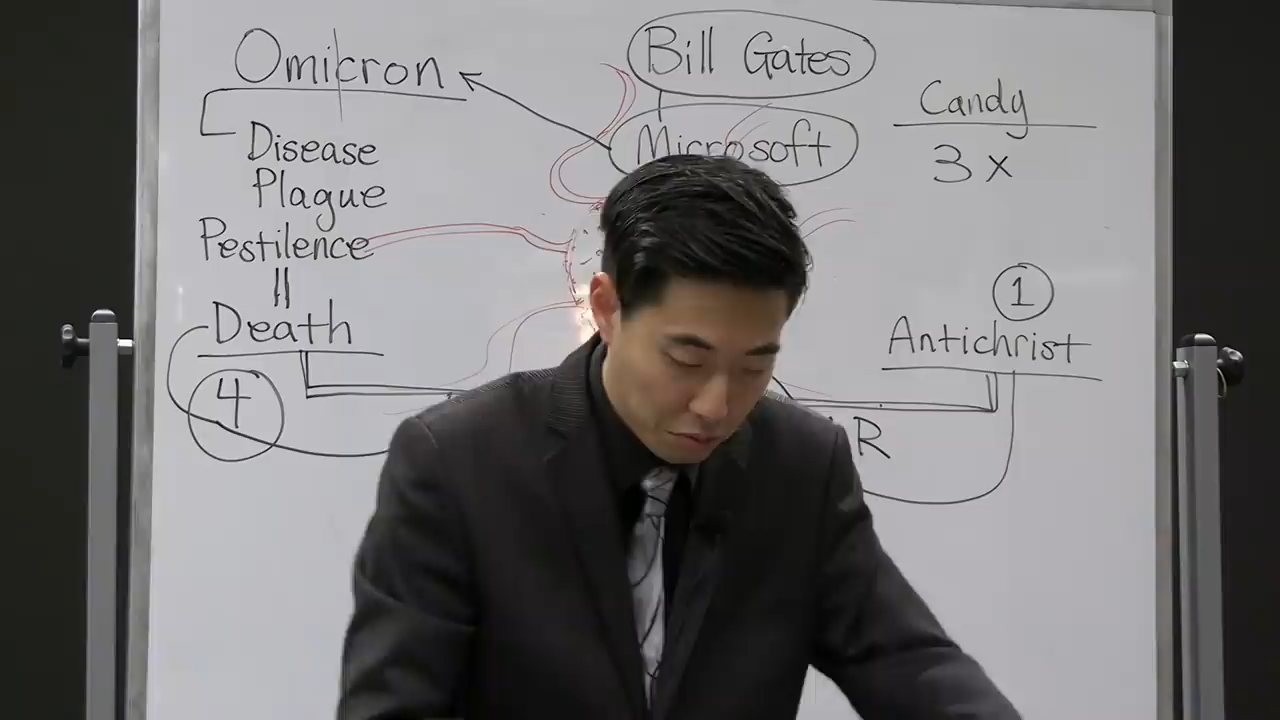 Omicron
Disease
Plague
Pestilence
Death
4
Bill Gates
Microsoft
Candy
3 x
1
Antichrist
R